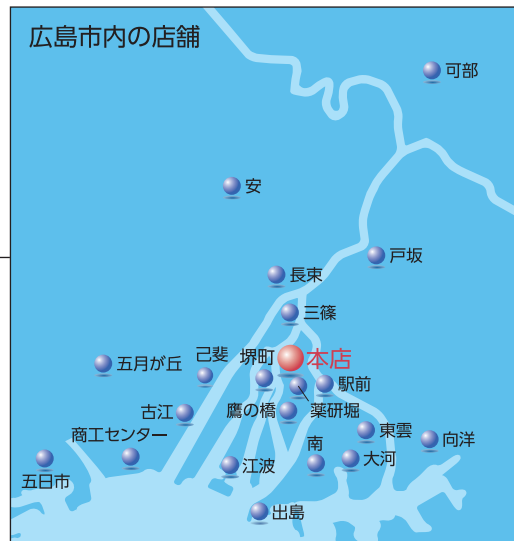 広島市内の店舗
可部
安
戸坂
長束
三篠
己斐
堺町
本店
五月が丘
駅前
古江
鷹の橋
薬研堀
商工センター
南
東雲
向洋
五日市
江波
大河
出島